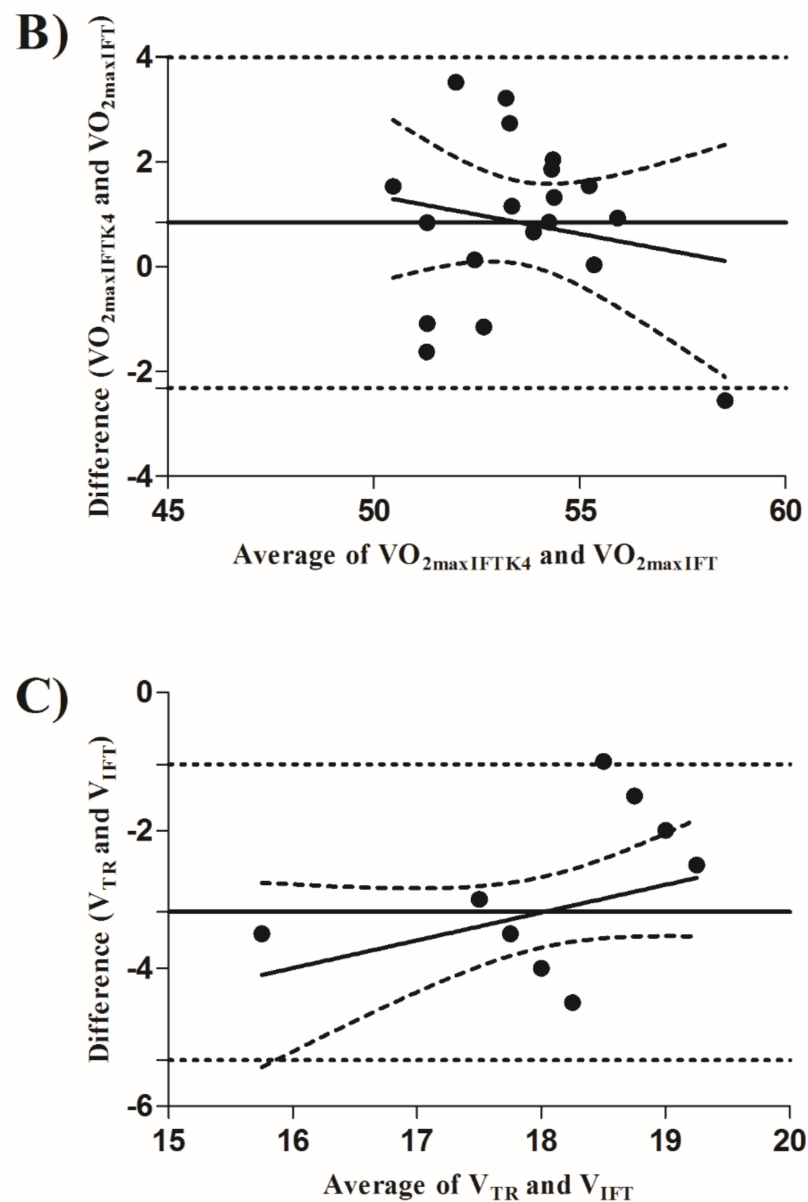 B)
Difference (VO2maxIFTK4 and VO2maxIFT)
4
2
0
-2
-4
45 50 55 60
Average of VO2maxIFTK4 and VO2maxIFT
C)
Difference (VTR and VIFT)
0
-2
-4
-6
15 16 17 18 19 20
Average of VTR and VIFT